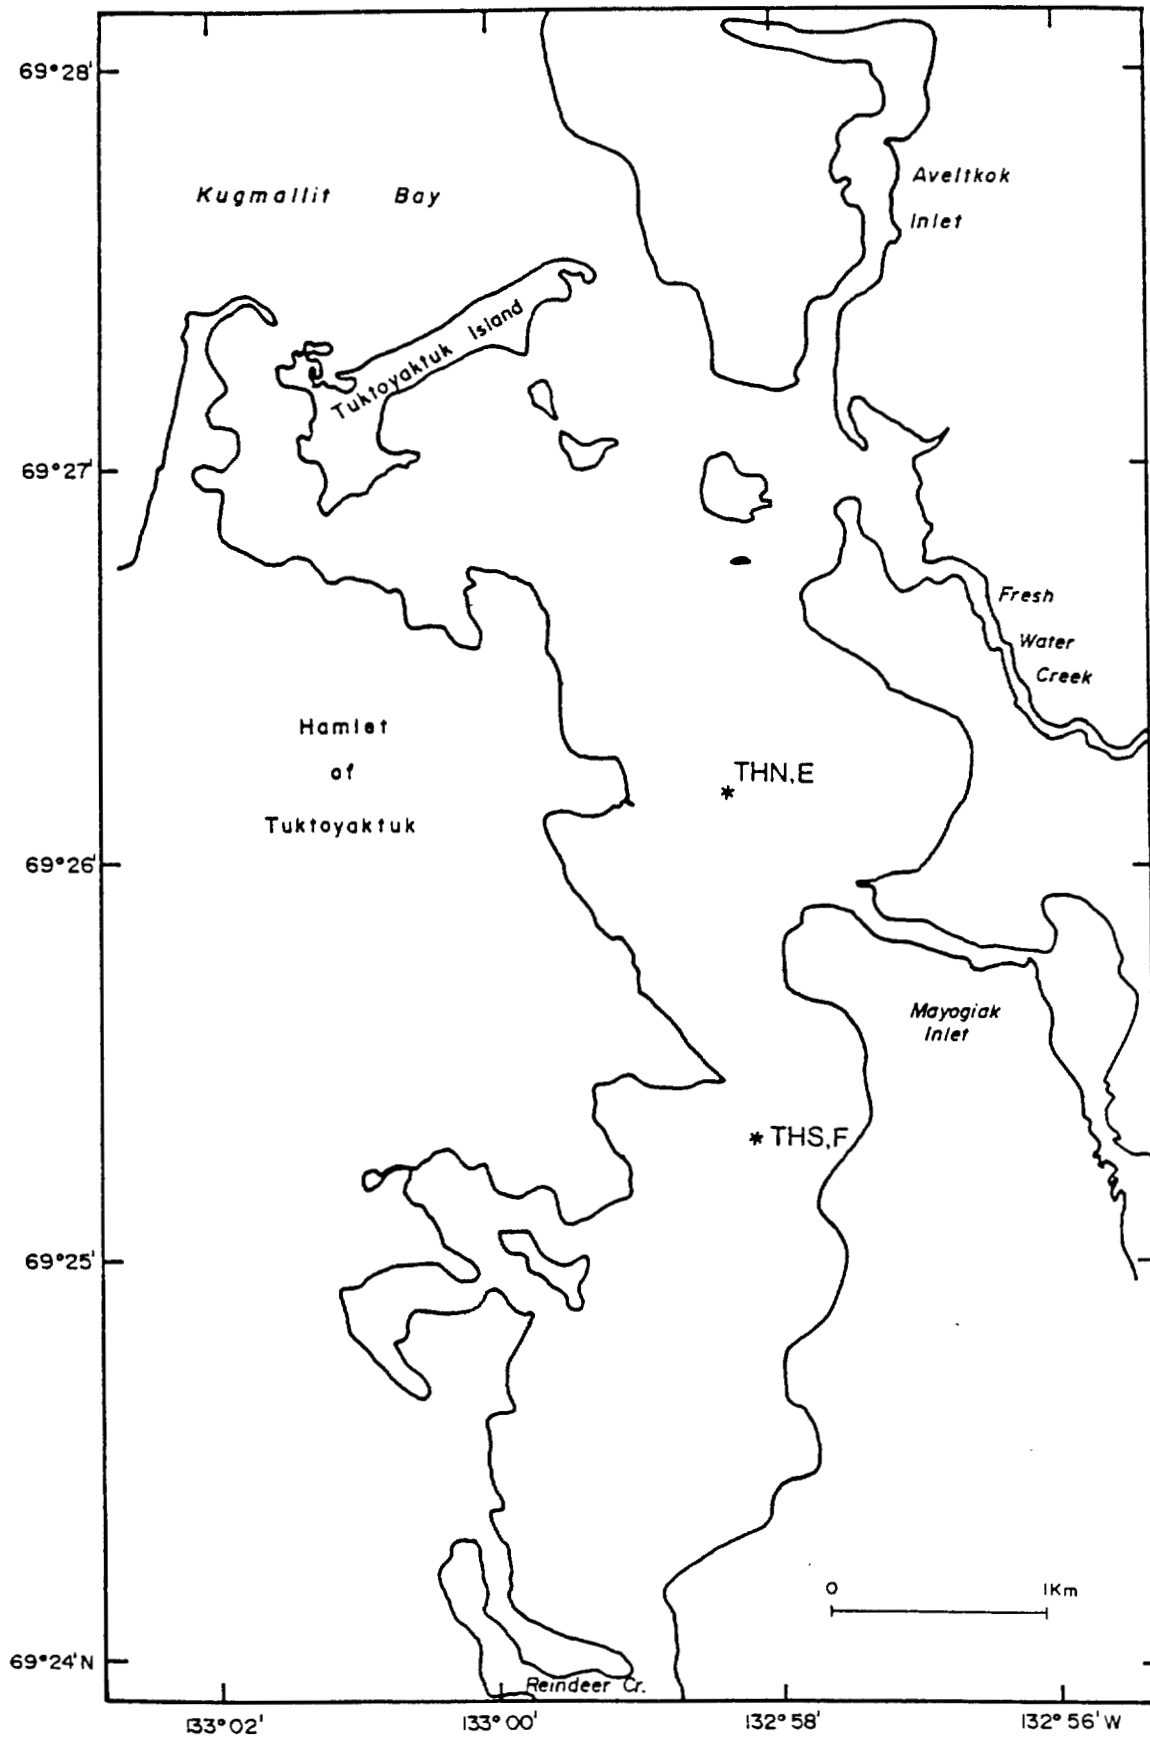 69°28'
Kugmallit Bay
Aveltkok
Inlet
Tuktoyaktuk Island
69°27'
Fresh
Water
Creek
Hamlet
of
Tuktoyaktuk
THN,E
*
69°26'
Mayogiak
Inlet
* THS,F
69°25'
0 1Km
69°24'N
Reindeer Cr.
133°02' 133°00' 132°58' 132°56'W